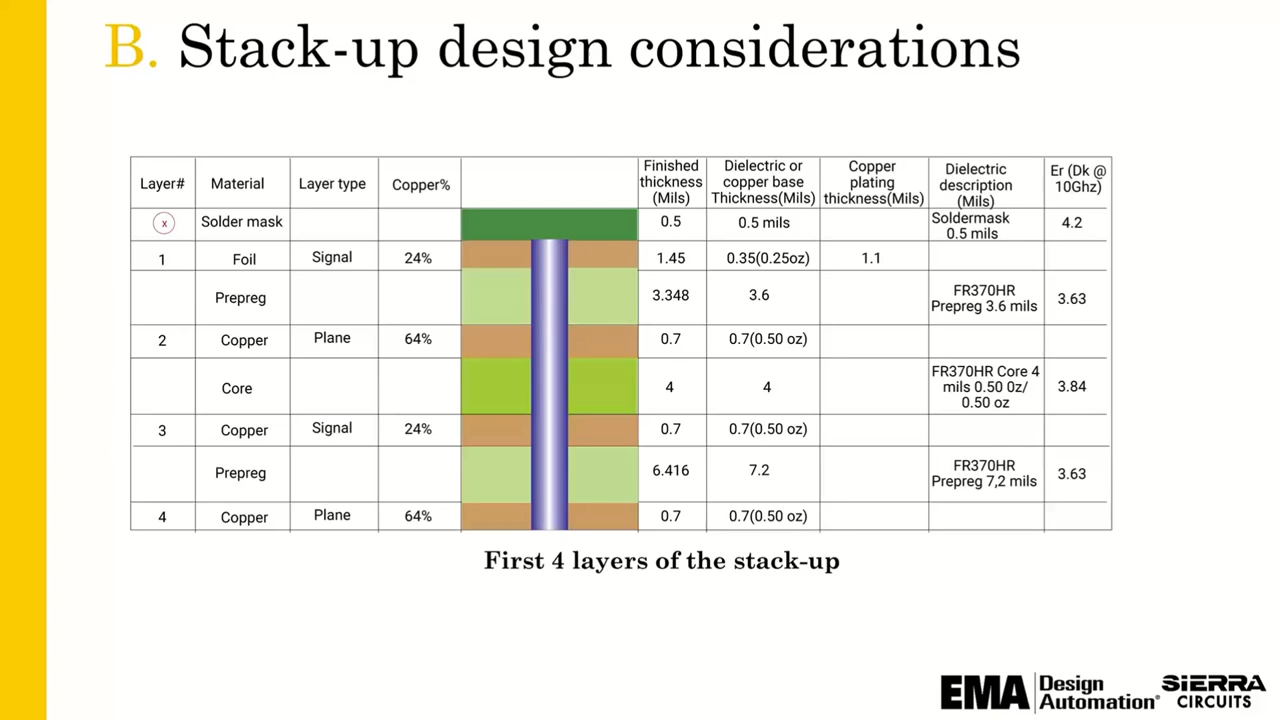 B. Stack-up design considerations
Layer# Material Layer type Copper% Finished thickness (Mils) Dielectric or copper base Thickness(Mils) Copper plating thickness(Mils) Dielectric description (Mils) Er (Dk @ 10Ghz)
x Solder mask 0.5 0.5 mils Soldermask 0.5 mils 4.2
1 Foil Signal 24% 1.45 0.35(0.25oz) 1.1
Prepreg 3.348 3.6 FR370HR Prepreg 3.6 mils 3.63
2 Copper Plane 64% 0.7 0.7(0.50 oz)
Core 4 4 FR370HR Core 4 mils 0.50 0z/ 0.50 oz 3.84
3 Copper Signal 24% 0.7 0.7(0.50 oz)
Prepreg 6.416 7.2 FR370HR Prepreg 7,2 mils 3.63
4 Copper Plane 64% 0.7 0.7(0.50 oz)
First 4 layers of the stack-up
EMA Design Automation®
SIERRA CIRCUITS